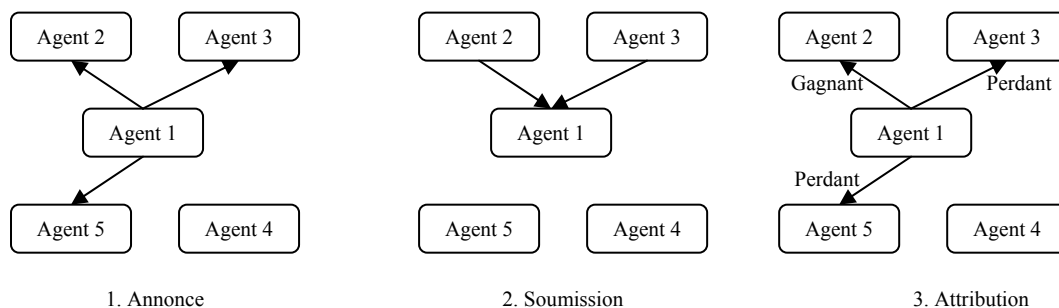 Agent 2
Agent 3
Agent 1
Agent 5
Agent 4
1. Annonce
Agent 2
Agent 3
Agent 1
Agent 5
Agent 4
2. Soumission
Agent 2
Agent 3
Gagnant
Perdant
Agent 1
Perdant
Agent 5
Agent 4
3. Attribution